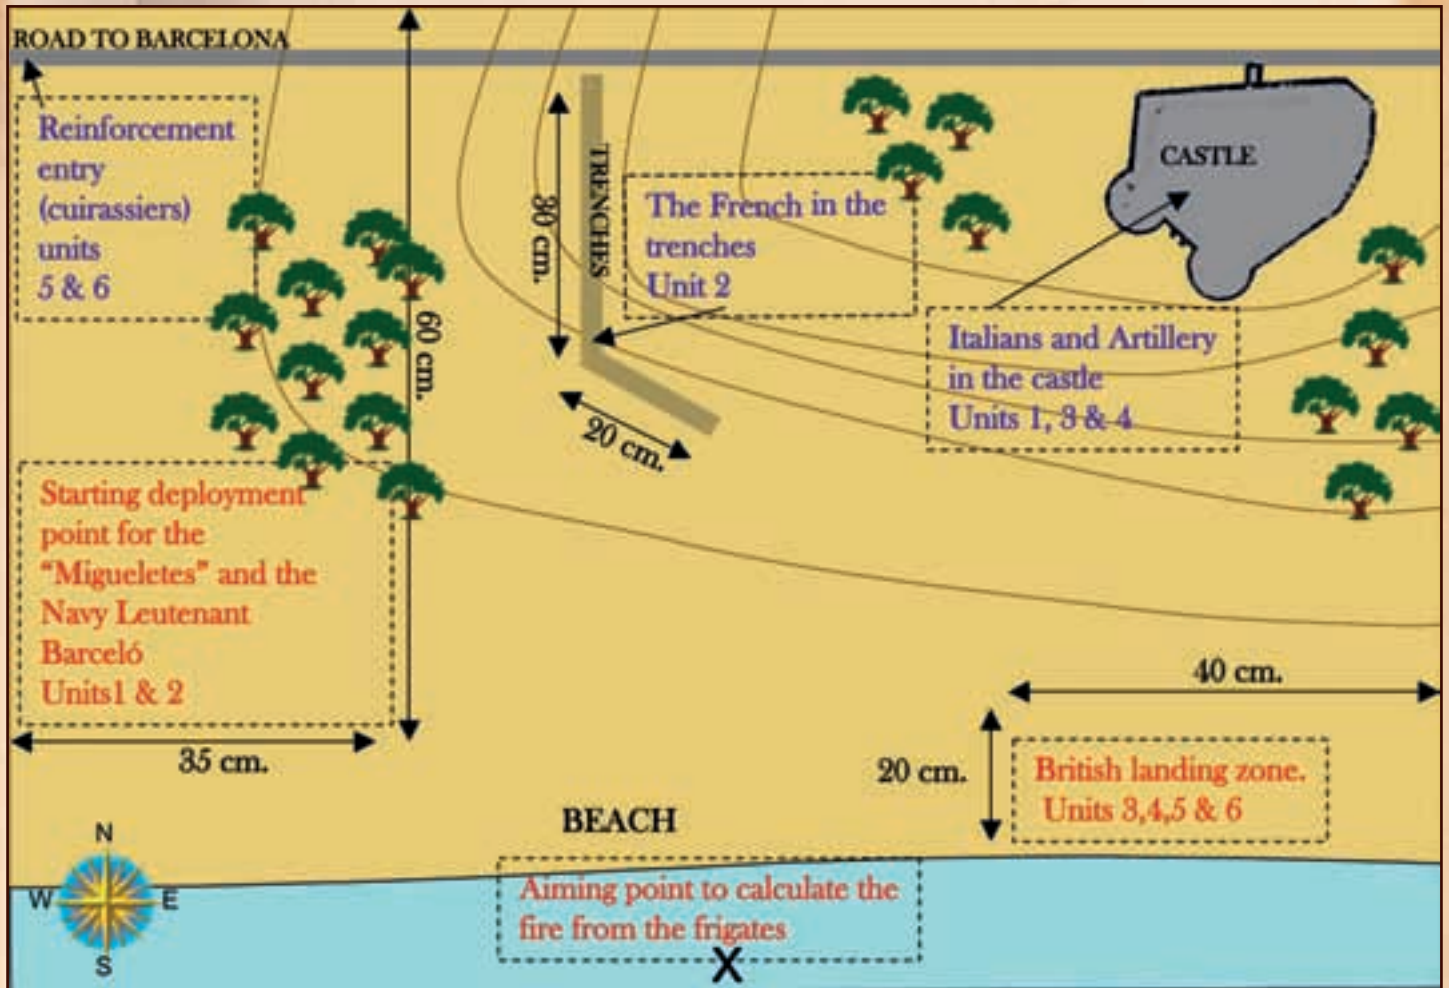 ROAD TO BARCELONA
Reinforcement
entry
(cuirassiers)
units
5 & 6
60 cm.
30 cm.
TRENCHES
20 cm.
The French in the
trenches
Unit 2
CASTLE
Italians and Artillery
in the castle
Units 1, 3 & 4
Starting deployment
point for the
“Migueletes” and the
Navy Leutenant
Barceló
Units1 & 2
35 cm.
40 cm.
20 cm.
British landing zone.
Units 3,4,5 & 6
BEACH
Aiming point to calculate the
fire from the frigates
X
N
W
E
S